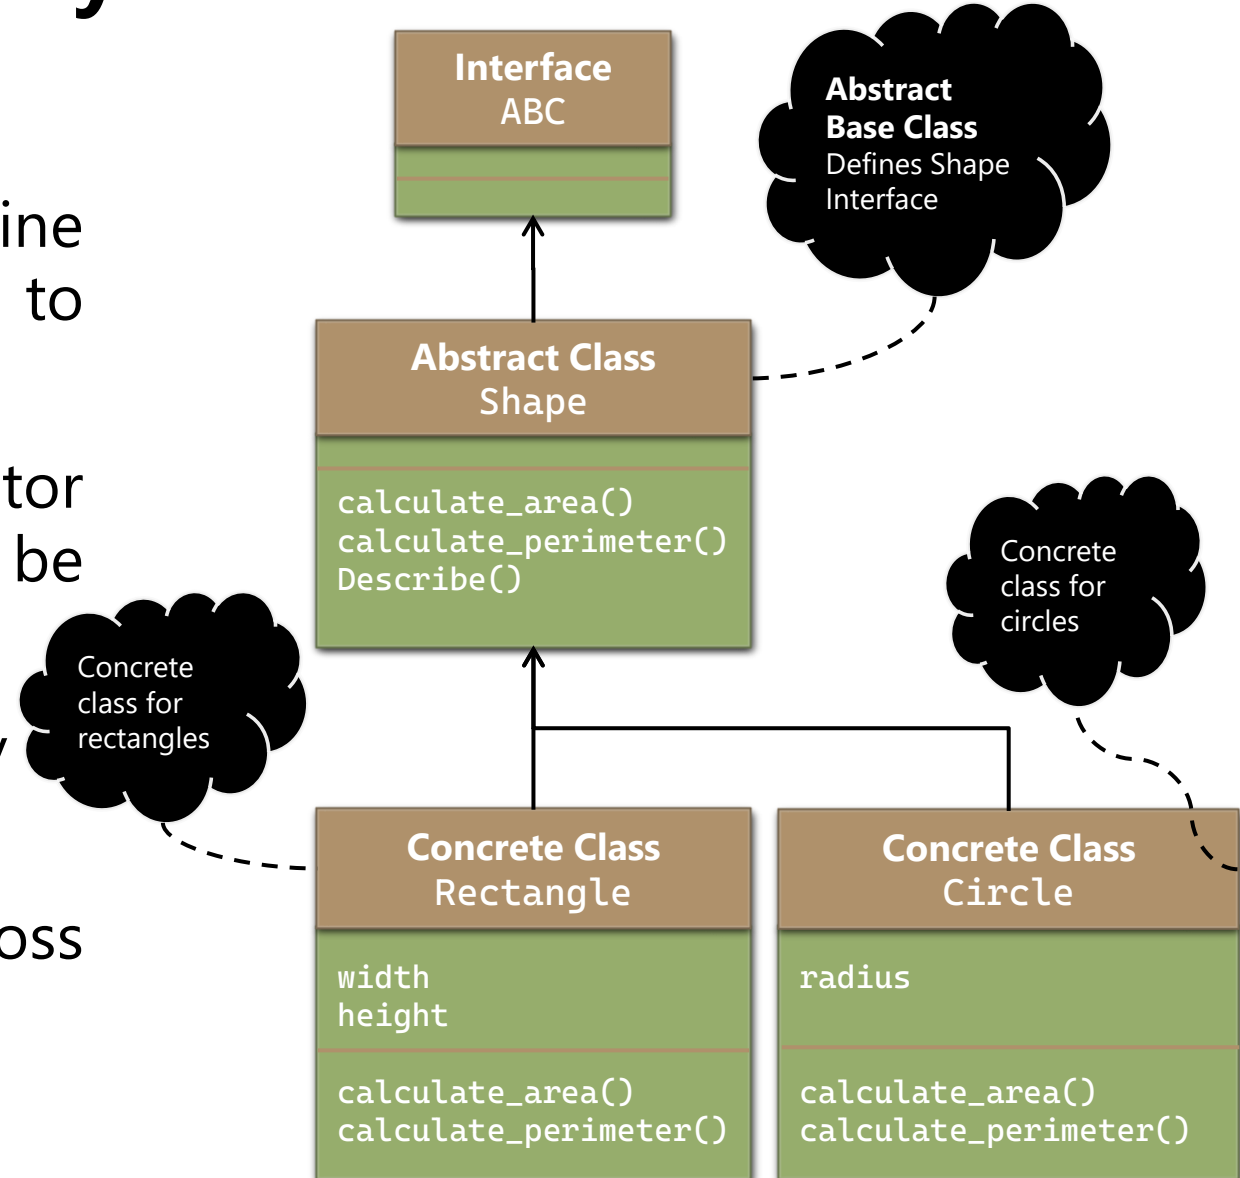 y
Interface
ABC
Abstract
Base Class
Defines Shape
Interface
ine
to
Abstract Class
Shape
calculate_area()
calculate_perimeter()
Describe()
tor
be
Concrete
class for
circles
Concrete
class for
rectangles
y
Concrete Class
Rectangle
width
height
calculate_area()
calculate_perimeter()
Concrete Class
Circle
radius
calculate_area()
calculate_perimeter()
oss